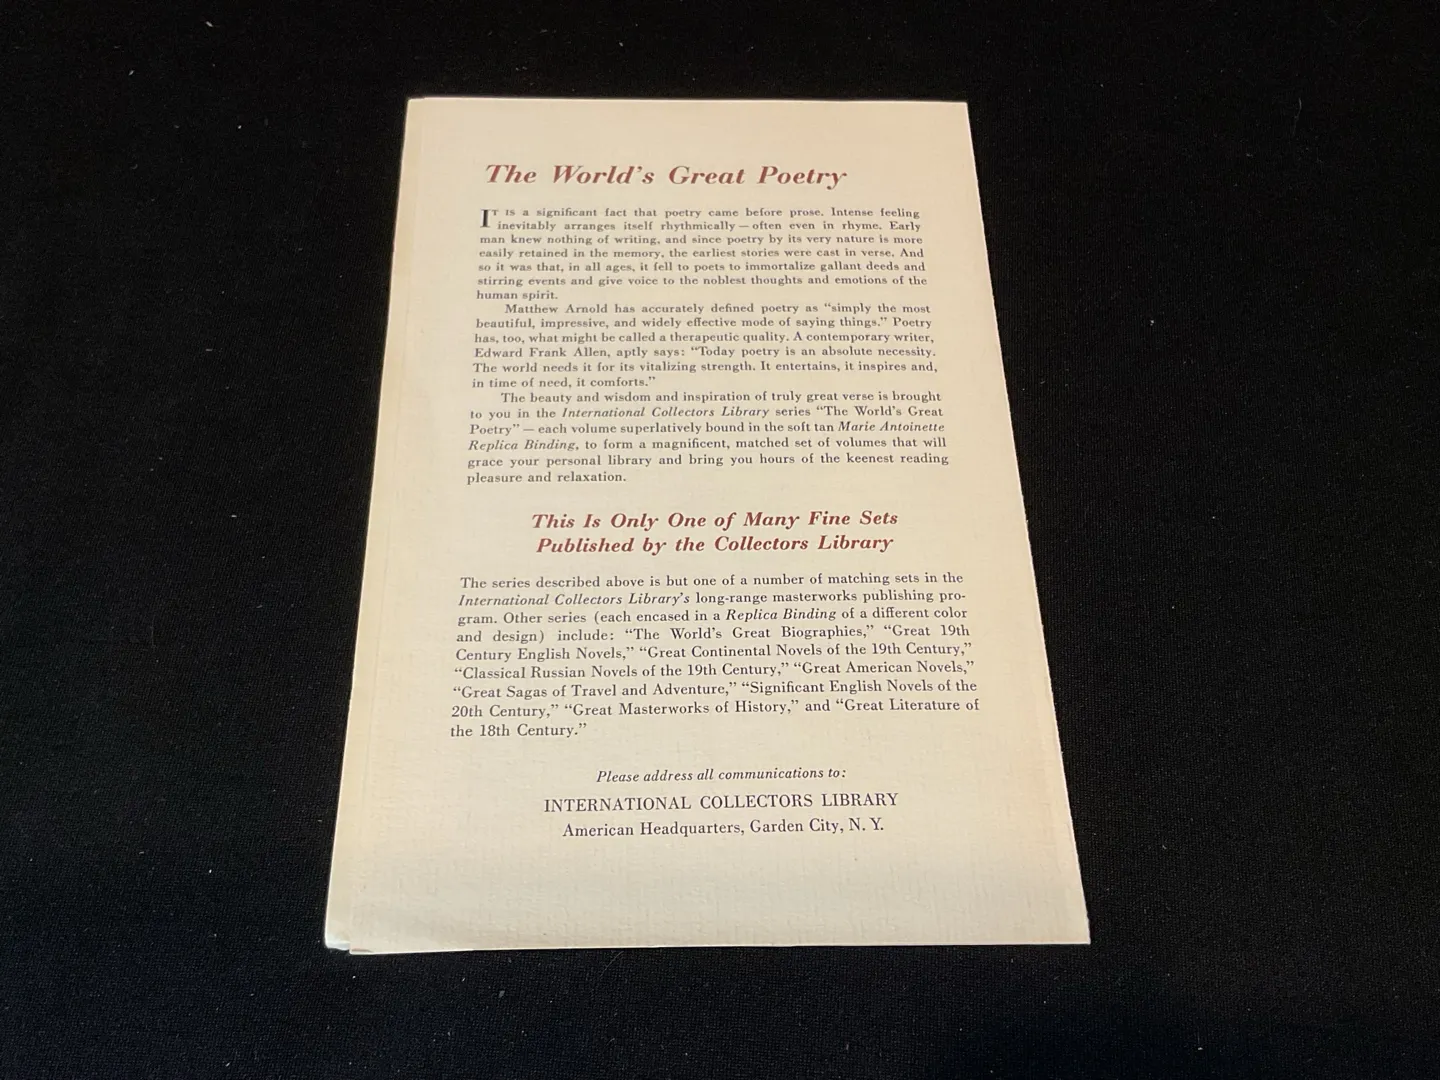 The World's Great Poetry
IT IS a significant fact that poetry came before prose. Intense feeling
inevitably arranges itself rhythmically — often even in rhyme. Early
man knew nothing of writing, and since poetry by its very nature is more
easily retained in the memory, the earliest stories were cast in verse. And
so it was that, in all ages, it fell to poets to immortalize gallant deeds and
stirring events and give voice to the noblest thoughts and emotions of the
human spirit.
Matthew Arnold has accurately defined poetry as “simply the most
beautiful, impressive, and widely effective mode of saying things.” Poetry
has, too, what might be called a therapeutic quality. A contemporary writer,
Edward Frank Allen, aptly says: “Today poetry is an absolute necessity.
The world needs it for its vitalizing strength. It entertains, it inspires and,
in time of need, it comforts.”
The beauty and wisdom and inspiration of truly great verse is brought
to you in the International Collectors Library series “The World's Great
Poetry” — each volume superlatively bound in the soft tan Marie Antoinette
Replica Binding, to form a magnificent, matched set of volumes that will
grace your personal library and bring you hours of the keenest reading
pleasure and relaxation.
This Is Only One of Many Fine Sets
Published by the Collectors Library
The series described above is but one of a number of matching sets in the
International Collectors Library's long-range masterworks publishing pro-
gram. Other series (each encased in a Replica Binding of a different color
and design) include: “The World's Great Biographies,” “Great 19th
Century English Novels,” “Great Continental Novels of the 19th Century,”
“Classical Russian Novels of the 19th Century,” “Great American Novels,”
“Great Sagas of Travel and Adventure,” “Significant English Novels of the
20th Century,” “Great Masterworks of History,” and “Great Literature of
the 18th Century.”
Please address all communications to:
INTERNATIONAL COLLECTORS LIBRARY
American Headquarters, Garden City, N. Y.